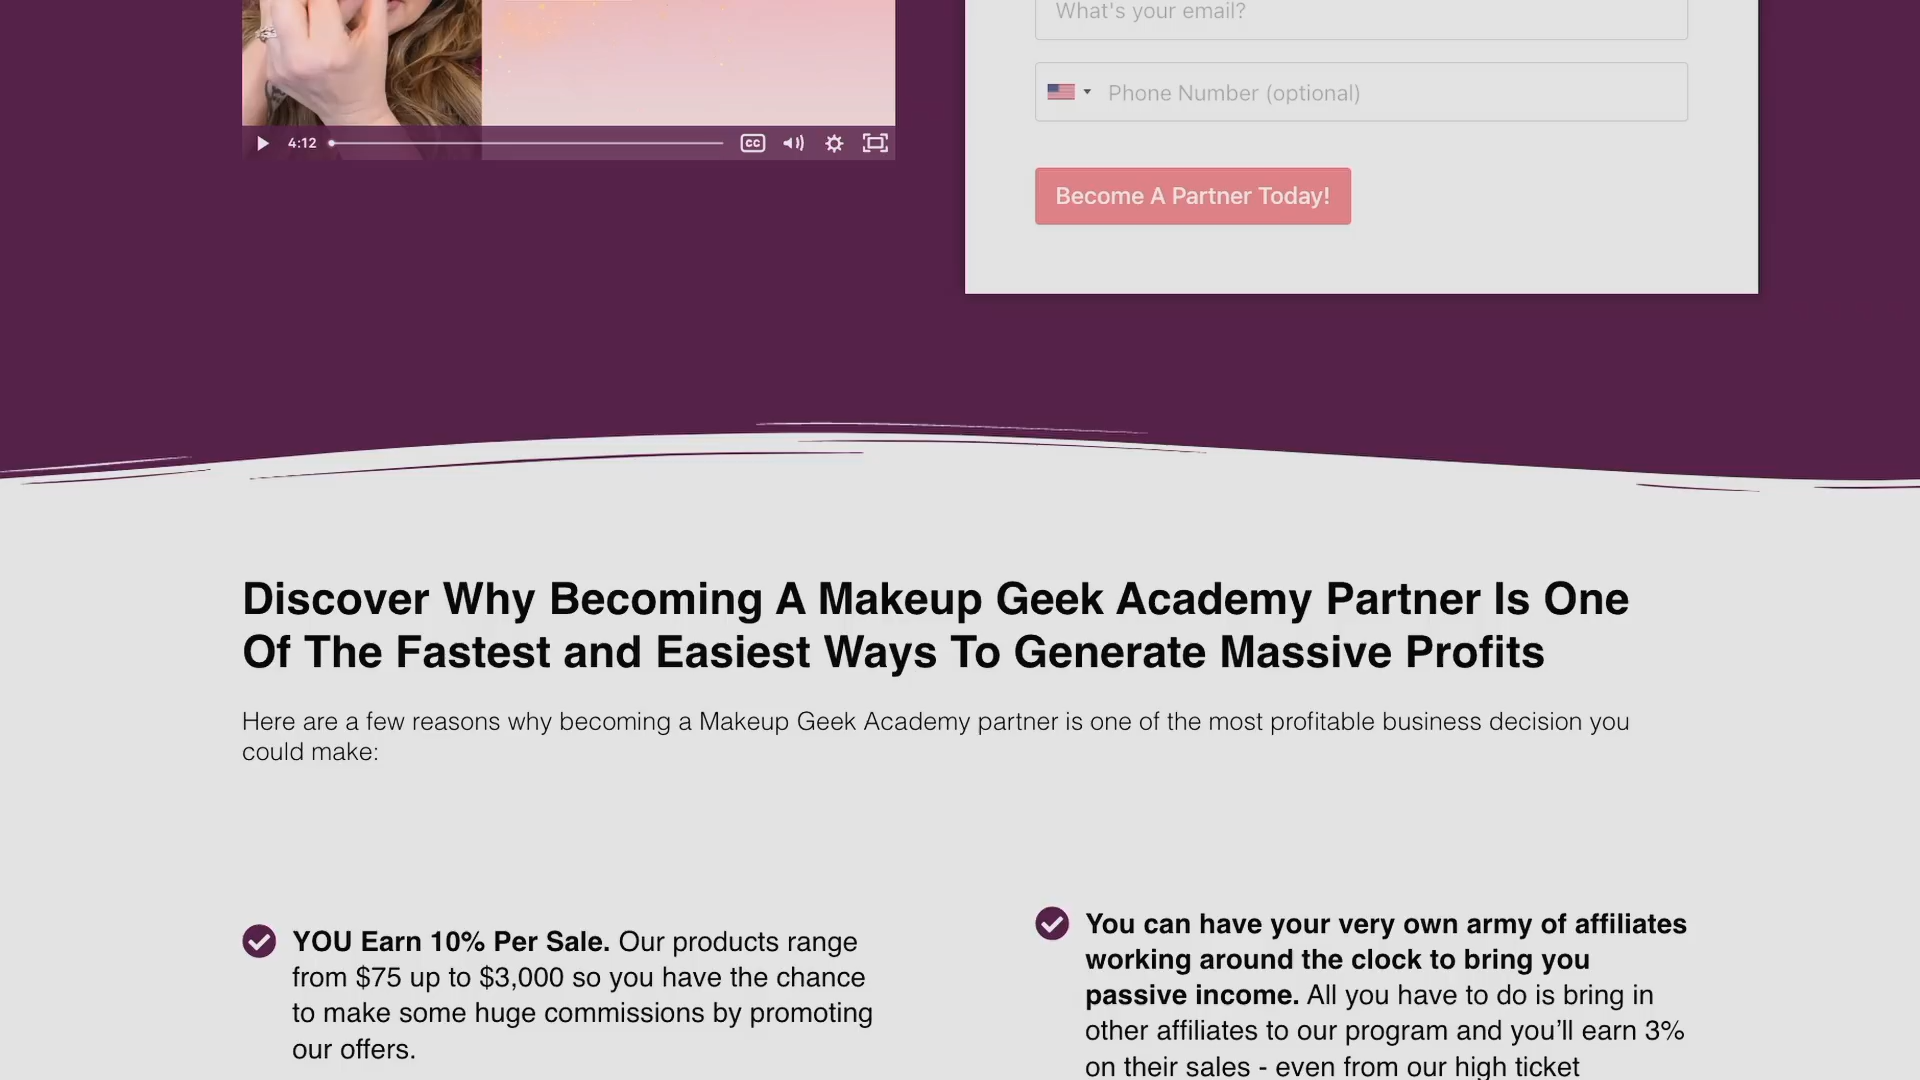 What's your email?
Phone Number (optional)
4:12
CC
Become A Partner Today!
Discover Why Becoming A Makeup Geek Academy Partner Is One
Of The Fastest and Easiest Ways To Generate Massive Profits
Here are a few reasons why becoming a Makeup Geek Academy partner is one of the most profitable business decision you
could make:
YOU Earn 10% Per Sale. Our products range
from $75 up to $3,000 so you have the chance
to make some huge commissions by promoting
our offers.
You can have your very own army of affiliates
working around the clock to bring you
passive income. All you have to do is bring in
other affiliates to our program and you’ll earn 3%
on their sales - even from our high ticket